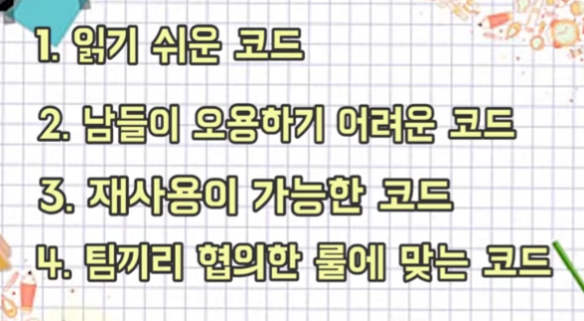 1. 읽기 쉬운 코드
2. 남들이 오용하기 어려운 코드
3. 재사용이 가능한 코드
4. 팀끼리 협의한 룰에 맞는 코드